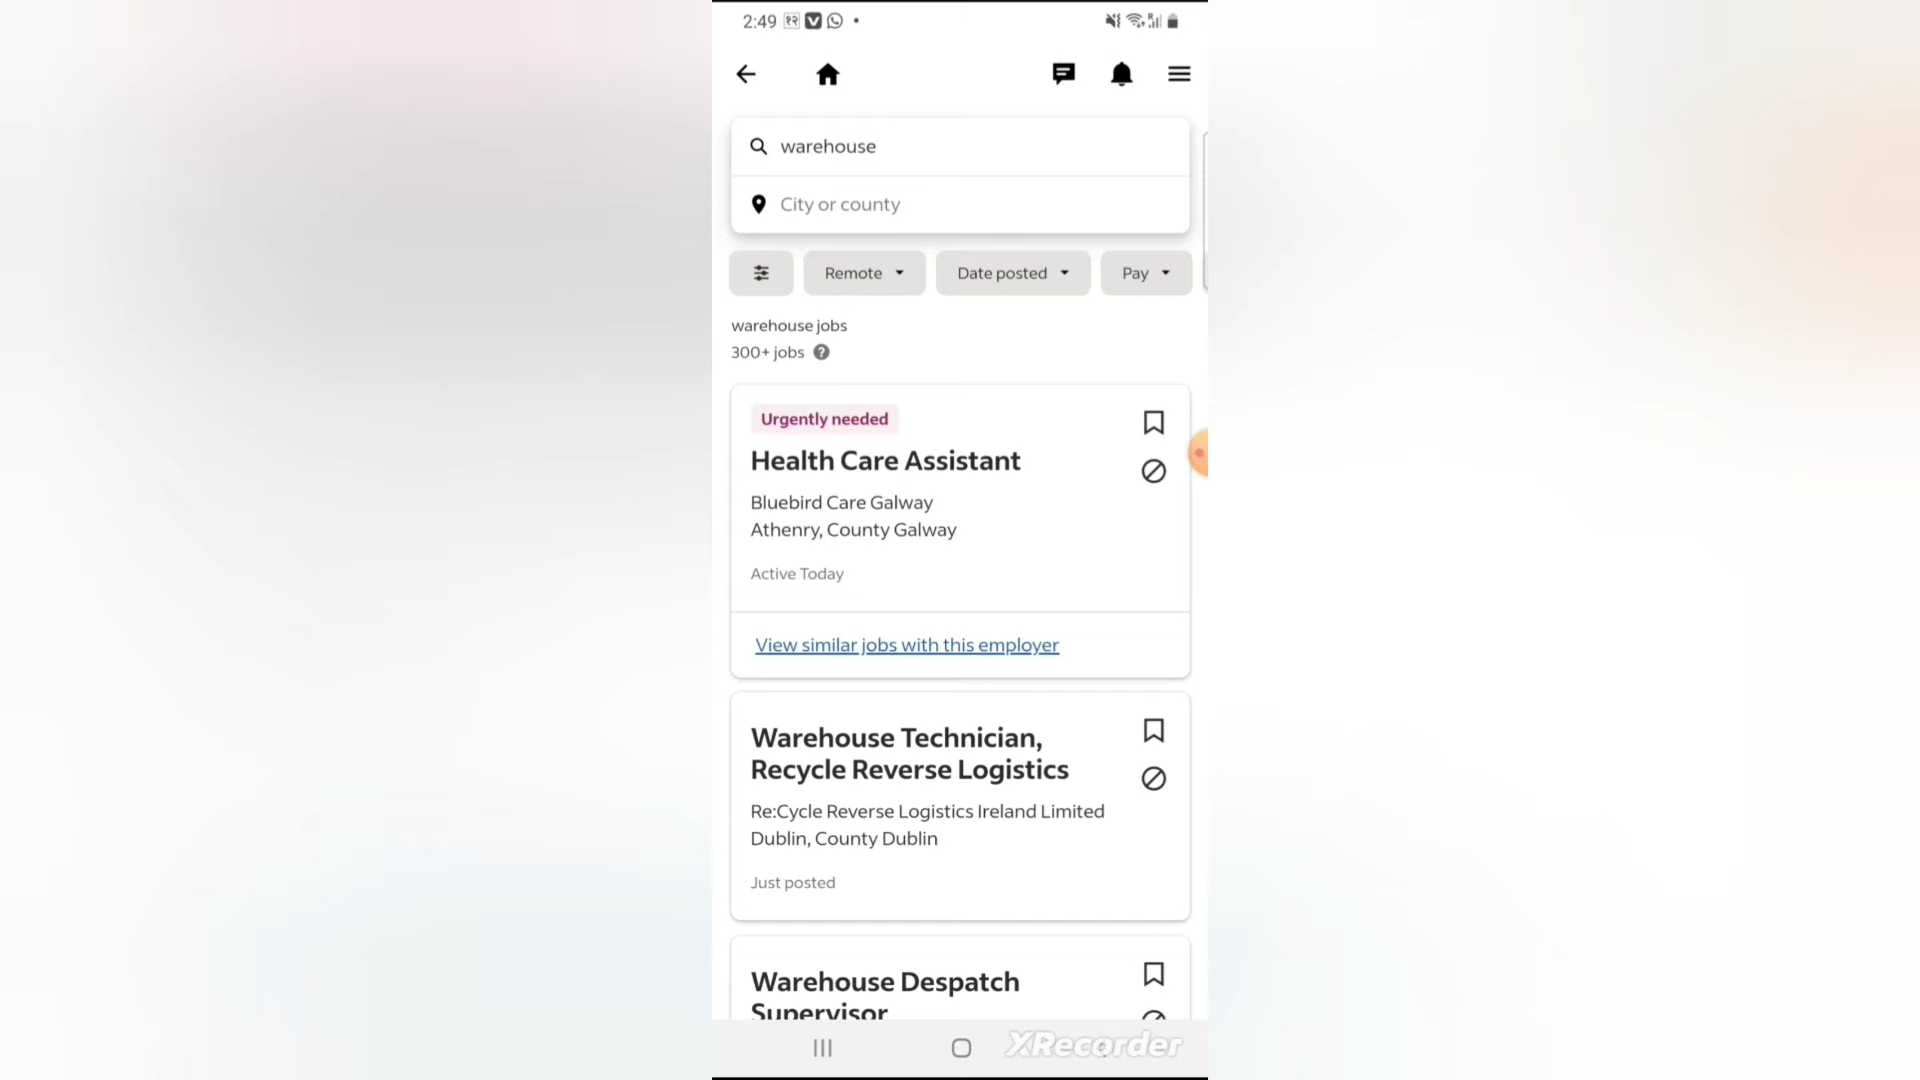 2:49 १२
warehouse
City or county
Remote
Date posted
Pay
warehouse jobs
300+ jobs
Urgently needed
Health Care Assistant
Bluebird Care Galway
Athenry, County Galway
Active Today
View similar jobs with this employer
Warehouse Technician,
Recycle Reverse Logistics
Re:Cycle Reverse Logistics Ireland Limited
Dublin, County Dublin
Just posted
Warehouse Despatch
Supervisor
XRecorder